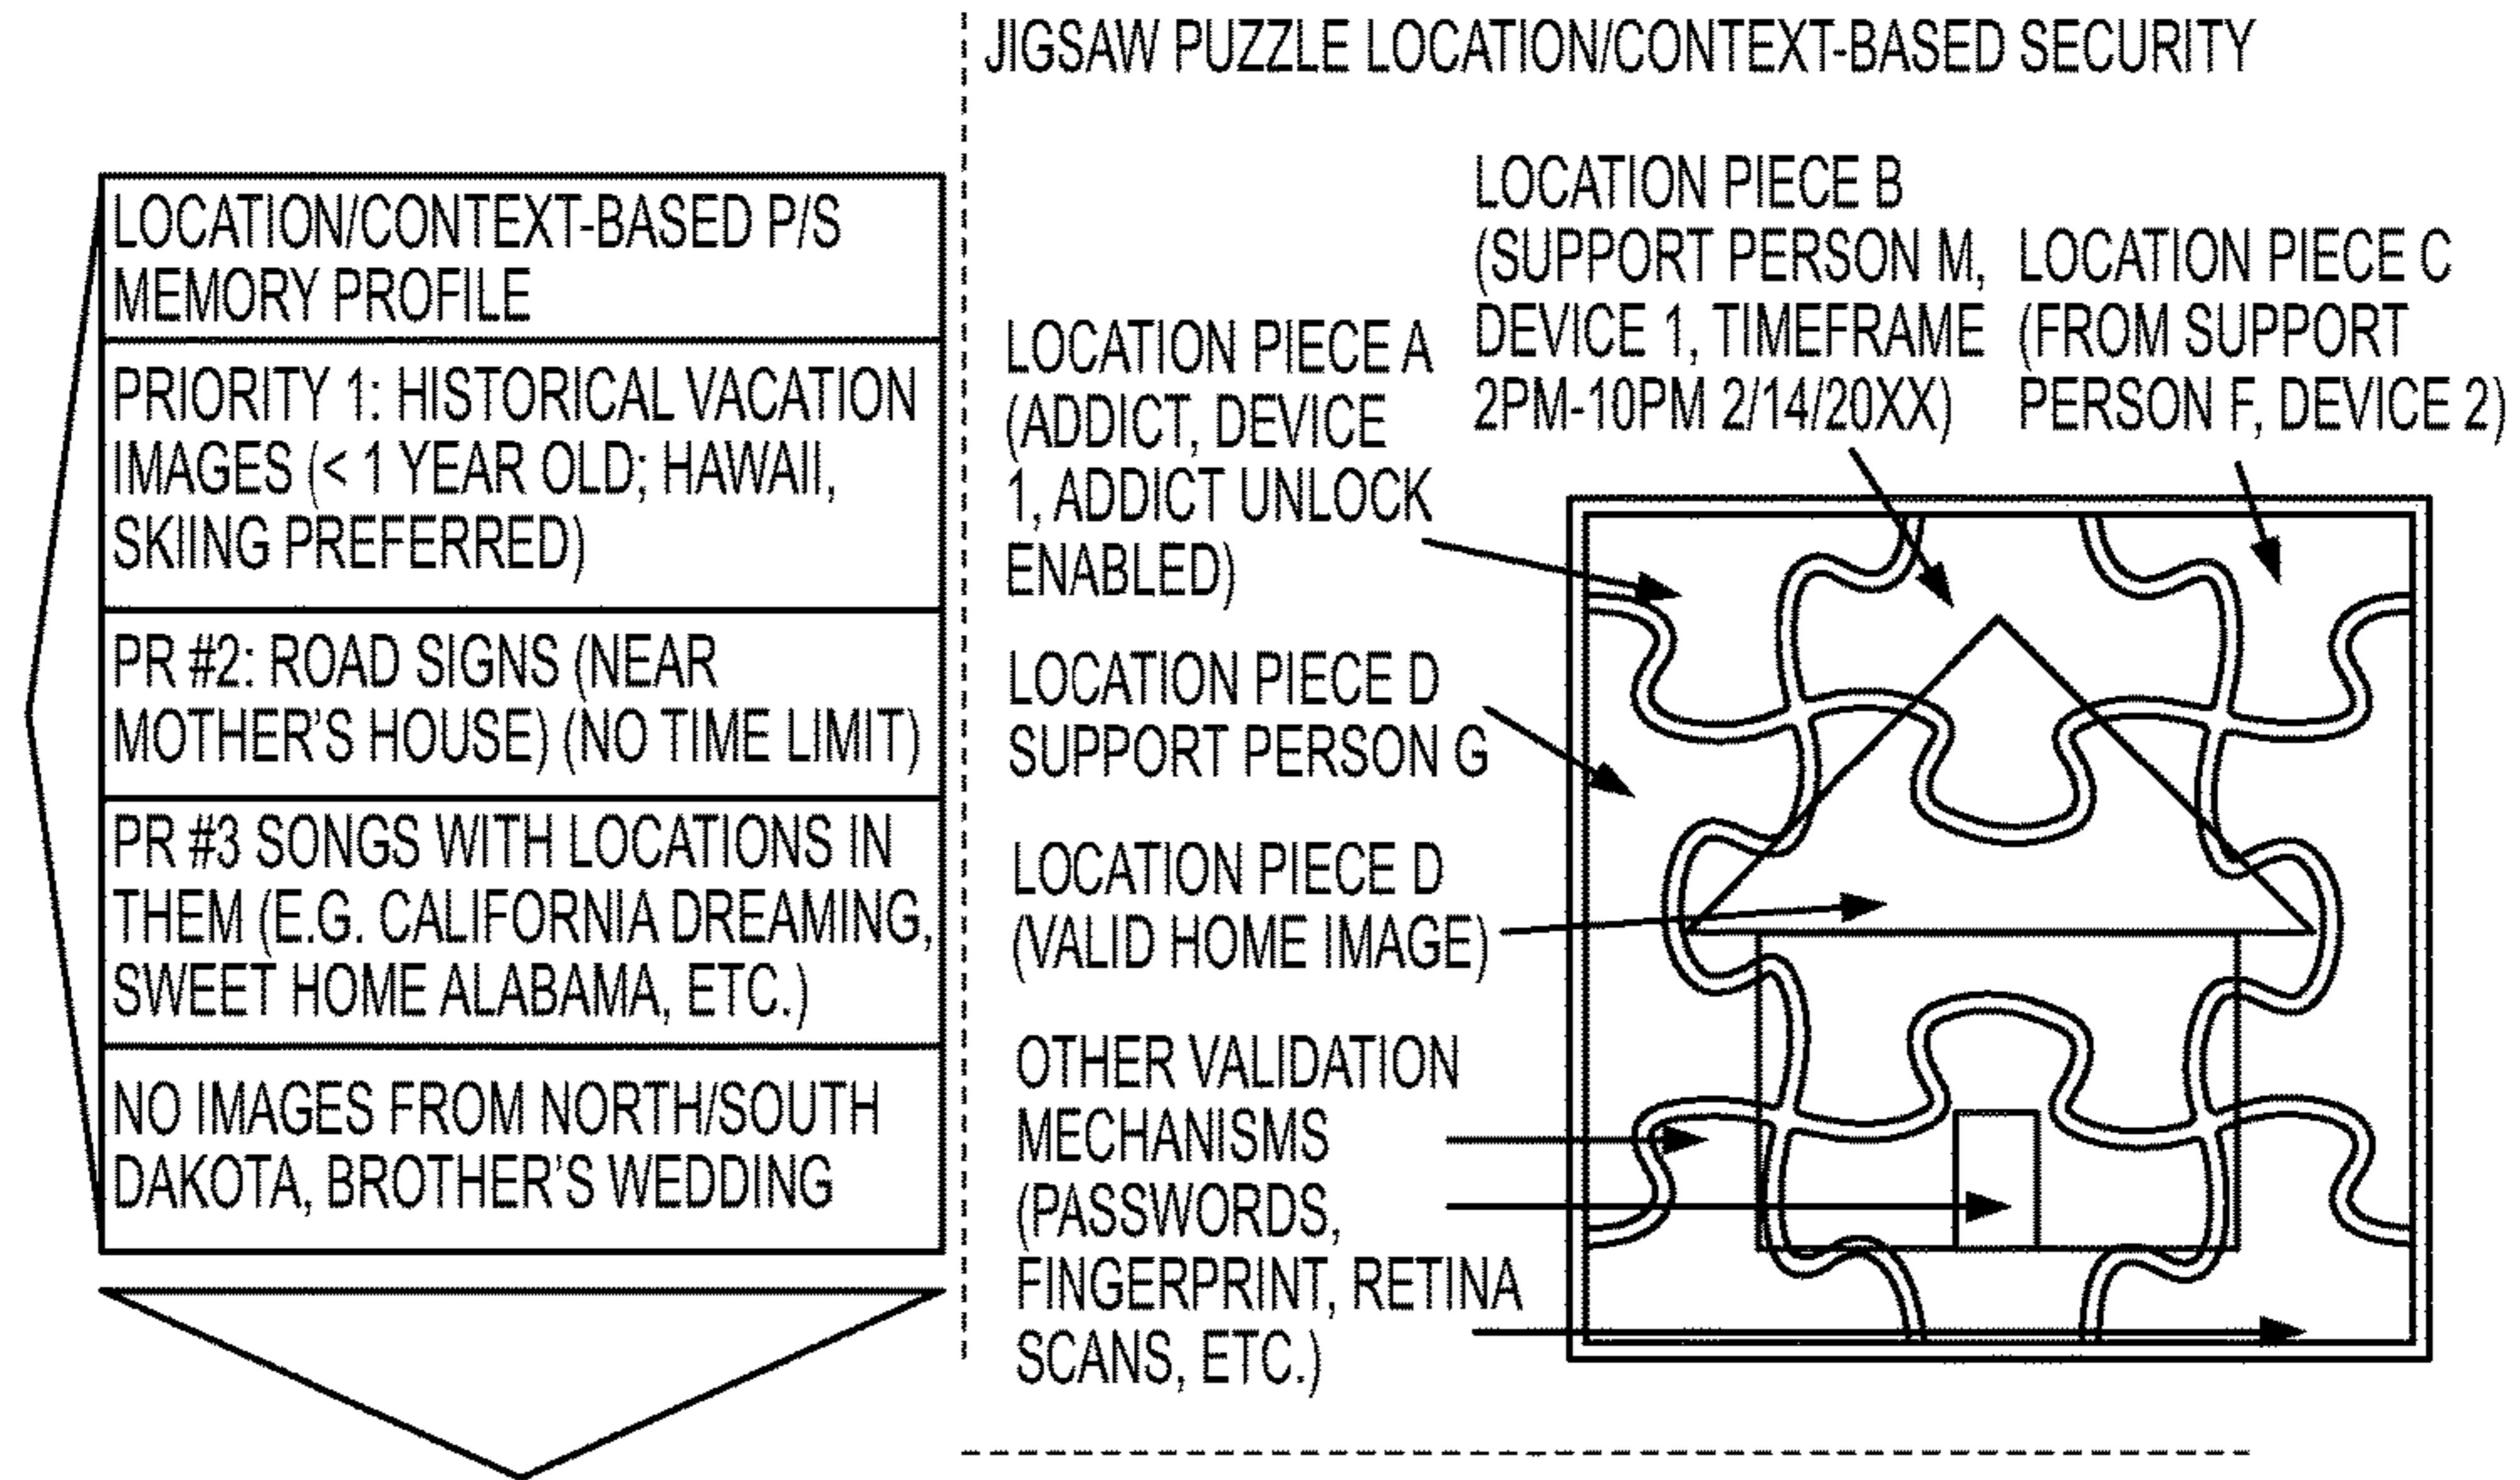 JIGSAW PUZZLE LOCATION/CONTEXT-BASED SECURITY
LOCATION/CONTEXT-BASED P/S
MEMORY PROFILE
PRIORITY 1: HISTORICAL VACATION
IMAGES (< 1 YEAR OLD; HAWAII,
SKIING PREFERRED)
PR #2: ROAD SIGNS (NEAR
MOTHER'S HOUSE) (NO TIME LIMIT)
PR #3 SONGS WITH LOCATIONS IN
THEM (E.G. CALIFORNIA DREAMING,
SWEET HOME ALABAMA, ETC.)
NO IMAGES FROM NORTH/SOUTH
DAKOTA, BROTHER'S WEDDING
LOCATION PIECE A
(ADDICT, DEVICE
1, ADDICT UNLOCK
ENABLED)
LOCATION PIECE B
(SUPPORT PERSON M,
DEVICE 1, TIMEFRAME
2PM-10PM 2/14/20XX)
LOCATION PIECE C
(FROM SUPPORT
PERSON F, DEVICE 2)
LOCATION PIECE D
SUPPORT PERSON G
LOCATION PIECE D
(VALID HOME IMAGE)
OTHER VALIDATION
MECHANISMS
(PASSWORDS,
FINGERPRINT, RETINA
SCANS, ETC.)